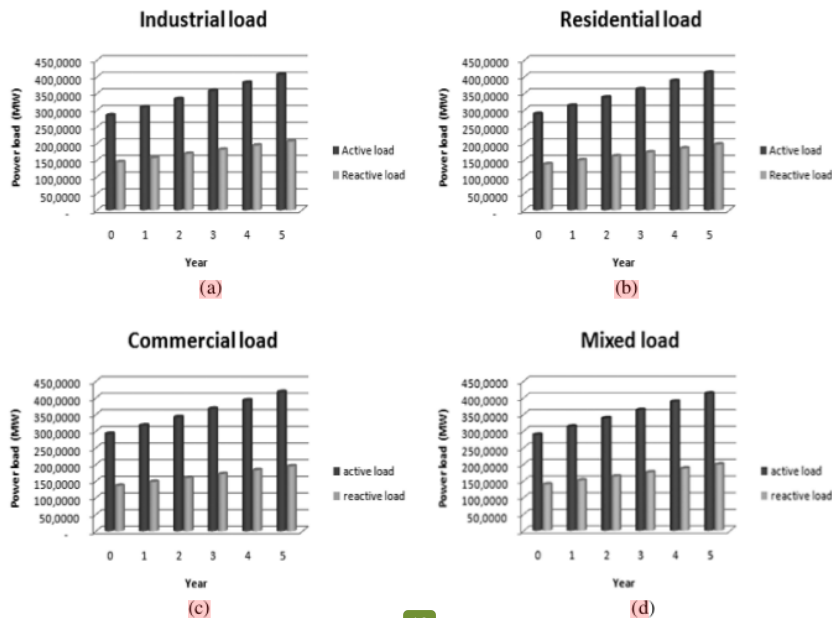 Industrial load
450,0000
400,0000
350,0000
300,0000
250,0000
200,0000
150,0000
100,0000
50,0000
-
Power load (MW)
0 1 2 3 4 5
Year
Active load
Reactive load
(a)
Residential load
450,0000
400,0000
350,0000
300,0000
250,0000
200,0000
150,0000
100,0000
50,0000
-
Power load (MW)
0 1 2 3 4 5
Year
Active load
Reactive load
(b)
Commercial load
450,0000
400,0000
350,0000
300,0000
250,0000
200,0000
150,0000
100,0000
50,0000
-
Power load (MW)
0 1 2 3 4 5
Year
active load
reactive load
(c)
Mixed load
450,0000
400,0000
350,0000
300,0000
250,0000
200,0000
150,0000
100,0000
50,0000
-
Power load (MW)
0 1 2 3 4 5
Year
active load
reactive load
(d)